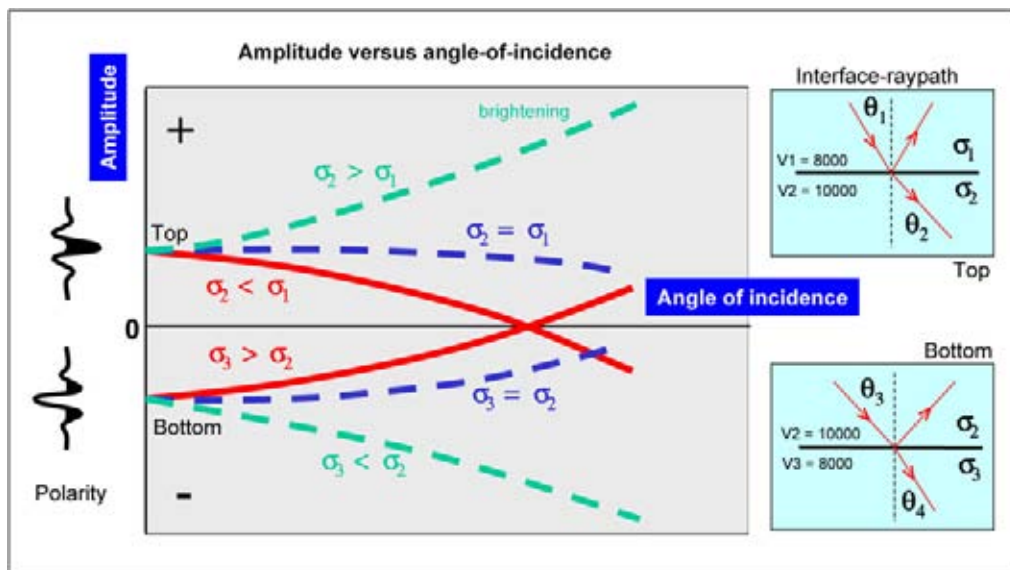 Amplitude versus angle-of-incidence
Amplitude
+
brightening
σ₂ > σ₁
Top
σ₂ = σ₁
σ₂ < σ₁
0
Angle of incidence
σ₃ > σ₂
σ₃ = σ₂
Bottom
σ₃ < σ₂
-
Polarity
Interface-raypath
θ₁
σ₁
V1 = 8000
V2 = 10000
σ₂
θ₂
Top
Bottom
θ₃
σ₂
V2 = 10000
V3 = 8000
σ₃
θ₄